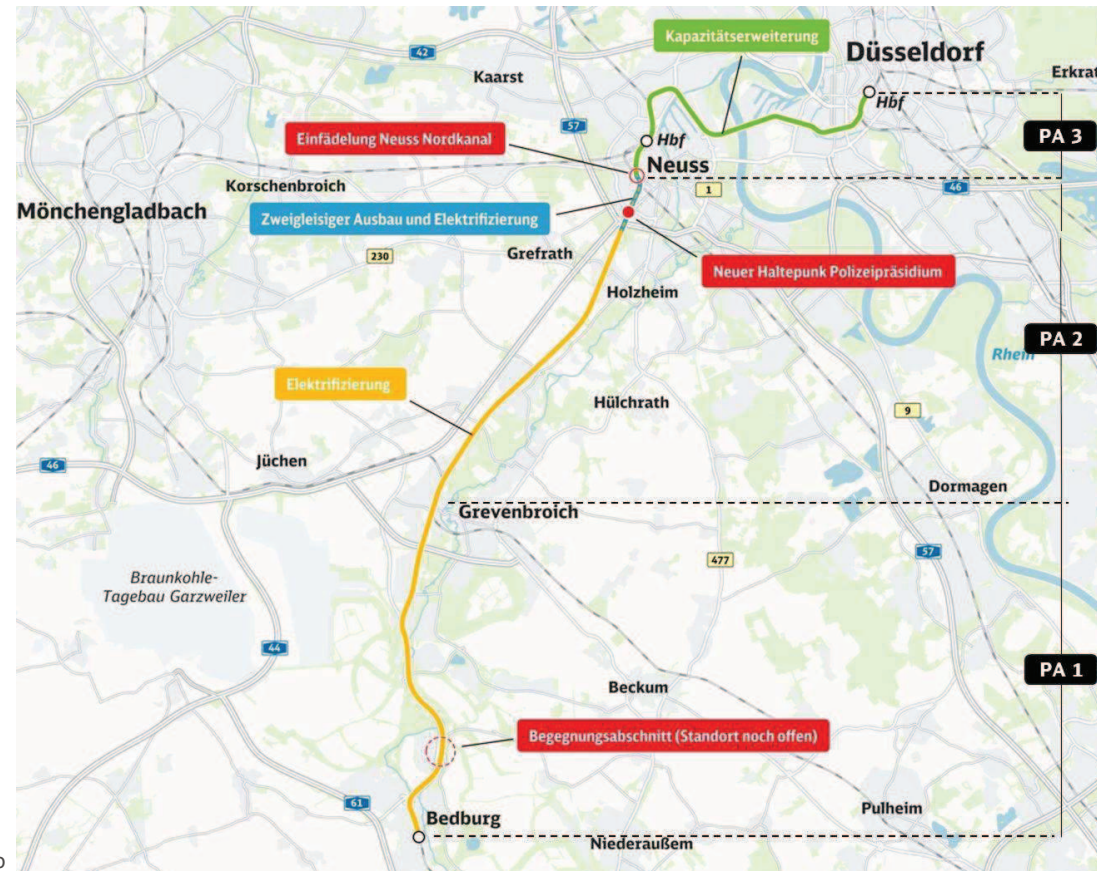 Kapazitätserweiterung
Düsseldorf
42
Kaarst
Erkrat
Hbf
57
Einfädelung Neuss Nordkanal
Hbf
PA 3
Neuss
Korschenbroich
1
46
Mönchengladbach
Zweigleisiger Ausbau und Elektrifizierung
230
Grefrath
Neuer Haltepunk Polizeipräsidium
Holzheim
PA 2
Rhein
Elektrifizierung
Hülchrath
9
Jüchen
46
Dormagen
Grevenbroich
57
477
Braunkohle-
Tagebau Garzweiler
44
PA 1
Beckum
Begegnungsabschnitt (Standort noch offen)
61
Pulheim
Bedburg
Niederaußem